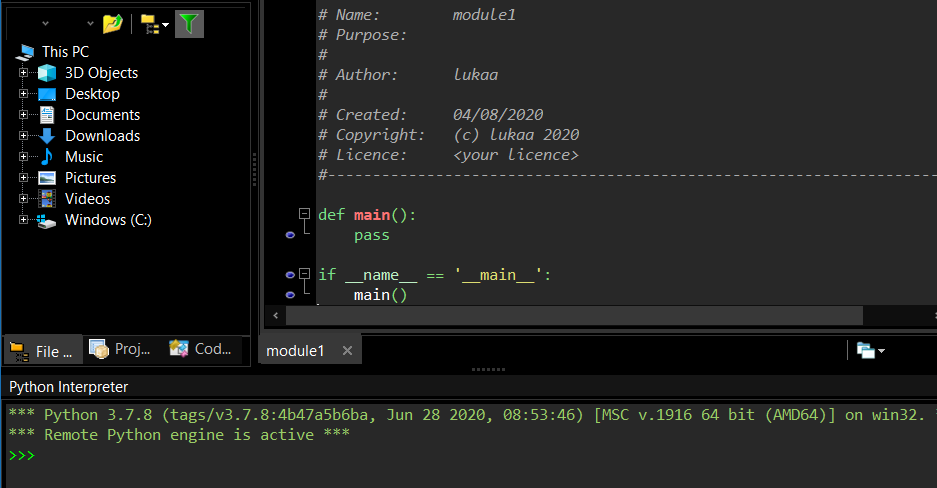 This PC
3D Objects
Desktop
Documents
Downloads
Music
Pictures
Videos
Windows (C:)
File ...
Proj...
Cod...
# Name:        module1
# Purpose:
#
# Author:      lukaa
#
# Created:     04/08/2020
# Copyright:   (c) lukaa 2020
# Licence:     <your licence>
#-------------------------------------------------------------------
def main():
    pass
if __name__ == '__main__':
    main()
module1
Python Interpreter
*** Python 3.7.8 (tags/v3.7.8:4b47a5b6ba, Jun 28 2020, 08:53:46) [MSC v.1916 64 bit (AMD64)] on win32.
*** Remote Python engine is active ***
>>>